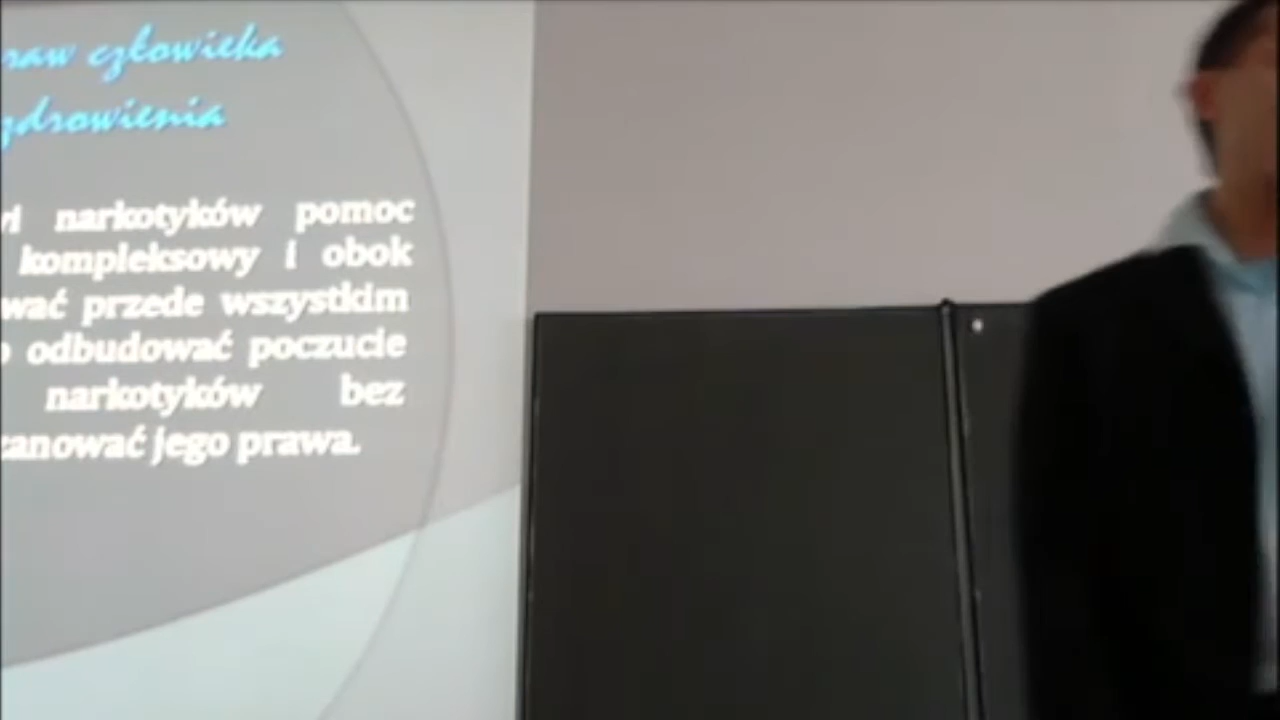 człowieka
zdrowienia
narkotyków pomoc
kompleksowy i obok
przede wszystkim
odbudować poczucie
narkotyków bez
jego prawa.